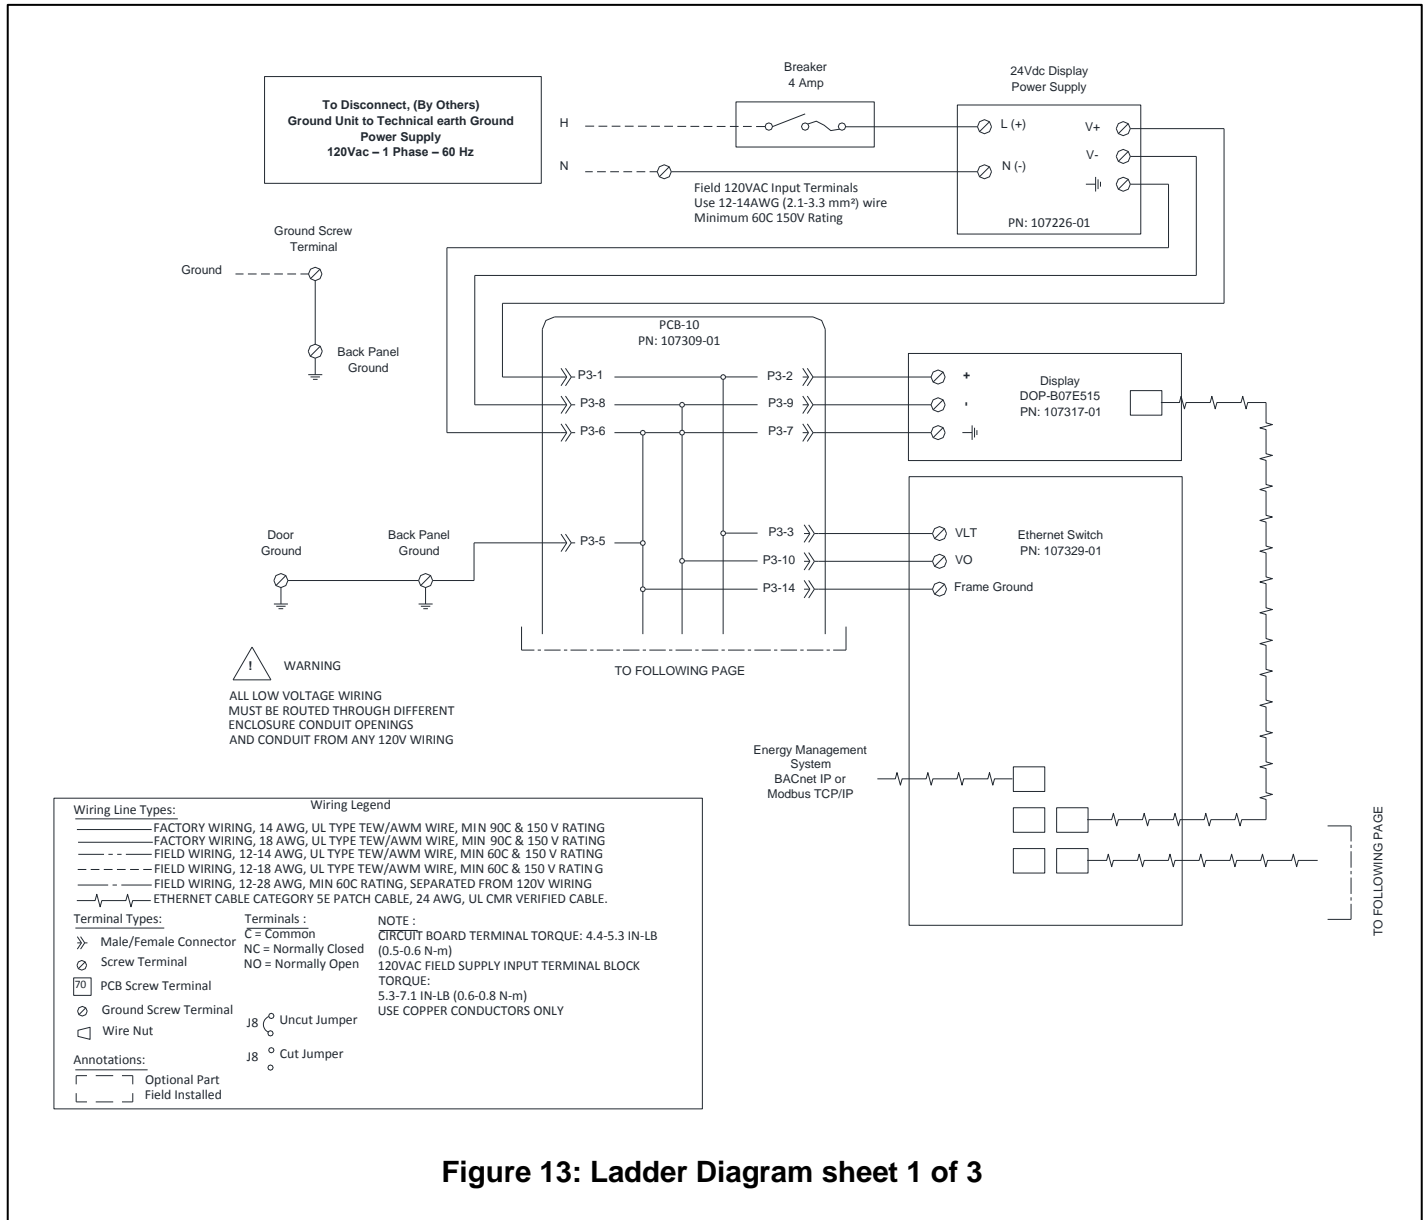 Breaker
4 Amp
24Vdc Display
Power Supply
To Disconnect, (By Others)
Ground Unit to Technical earth Ground
Power Supply
120Vac – 1 Phase – 60 Hz
H
N
L (+)
N (-)
V+
V-
PN: 107226-01
Field 120VAC Input Terminals
Use 12-14AWG (2.1-3.3 mm²) wire
Minimum 60C 150V Rating
Ground Screw
Terminal
Ground
Back Panel
Ground
PCB-10
PN: 107309-01
P3-1
P3-2
P3-8
P3-9
P3-6
P3-7
+
-
Display
DOP-B07E515
PN: 107317-01
Door
Ground
Back Panel
Ground
P3-5
P3-3
P3-10
P3-14
VLT
VO
Frame Ground
Ethernet Switch
PN: 107329-01
TO FOLLOWING PAGE
! WARNING
ALL LOW VOLTAGE WIRING
MUST BE ROUTED THROUGH DIFFERENT
ENCLOSURE CONDUIT OPENINGS
AND CONDUIT FROM ANY 120V WIRING
Energy Management
System
BACnet IP or
Modbus TCP/IP
TO FOLLOWING PAGE
Wiring Legend
Wiring Line Types:
FACTORY WIRING, 14 AWG, UL TYPE TEW/AWM WIRE, MIN 90C & 150 V RATING
FACTORY WIRING, 18 AWG, UL TYPE TEW/AWM WIRE, MIN 90C & 150 V RATING
FIELD WIRING, 12-14 AWG, UL TYPE TEW/AWM WIRE, MIN 60C & 150 V RATING
FIELD WIRING, 12-18 AWG, UL TYPE TEW/AWM WIRE, MIN 60C & 150 V RATING
FIELD WIRING, 12-28 AWG, MIN 60C RATING, SEPARATED FROM 120V WIRING
ETHERNET CABLE CATEGORY 5E PATCH CABLE, 24 AWG, UL CMR VERIFIED CABLE.
Terminal Types:
Male/Female Connector
Screw Terminal
70 PCB Screw Terminal
Ground Screw Terminal
Wire Nut
Annotations:
Optional Part
Field Installed
Terminals :
C = Common
NC = Normally Closed
NO = Normally Open
J8 Uncut Jumper
J8 Cut Jumper
NOTE :
CIRCUIT BOARD TERMINAL TORQUE: 4.4-5.3 IN-LB
(0.5-0.6 N-m)
120VAC FIELD SUPPLY INPUT TERMINAL BLOCK
TORQUE:
5.3-7.1 IN-LB (0.6-0.8 N-m)
USE COPPER CONDUCTORS ONLY
Figure 13: Ladder Diagram sheet 1 of 3